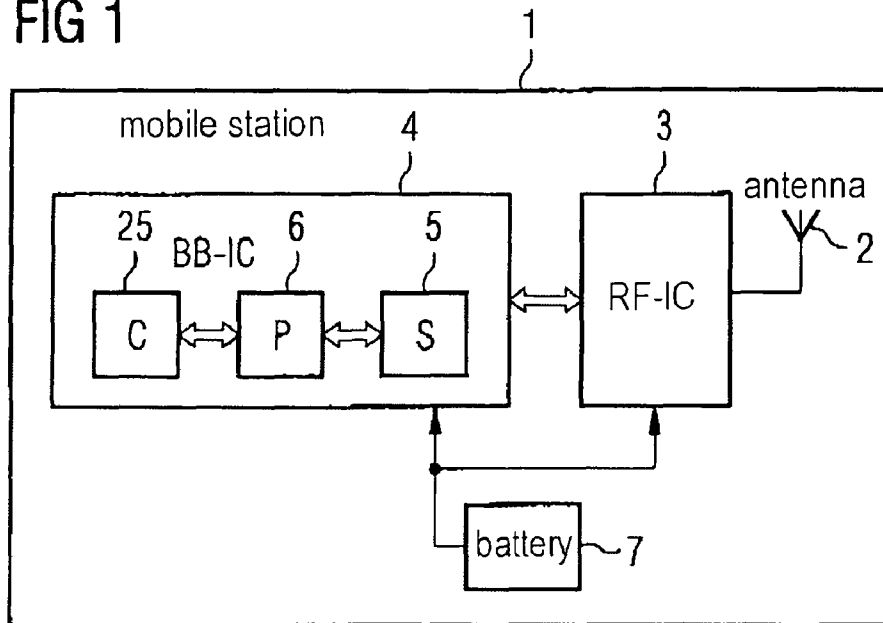 FIG 1
1
mobile station
4
3
antenna
2
25
BB-IC
6
5
RF-IC
C
P
S
battery
7